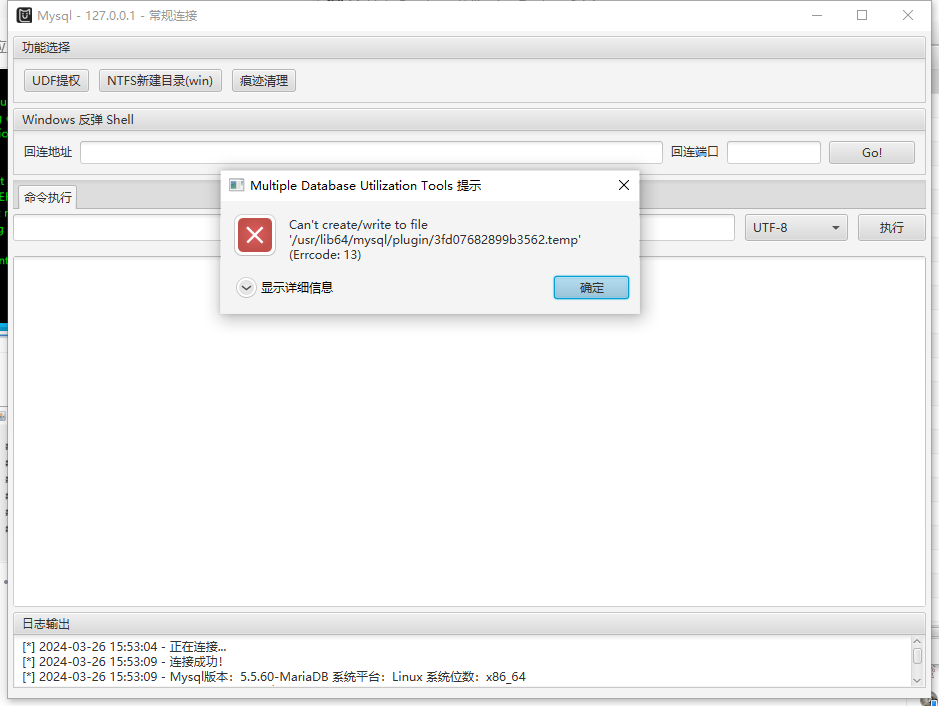 Mysql - 127.0.0.1 - 常规连接
功能选择
UDF提权 NTFS新建目录(win) 痕迹清理
Windows 反弹 Shell
回连地址 回连端口 Go!
Multiple Database Utilization Tools 提示
命令执行
Can't create/write to file
'/usr/lib64/mysql/plugin/3fd07682899b3562.temp'
(Errcode: 13)
UTF-8 执行
显示详细信息 确定
日志输出
[*] 2024-03-26 15:53:04 - 正在连接...
[*] 2024-03-26 15:53:09 - 连接成功!
[*] 2024-03-26 15:53:09 - Mysql版本：5.5.60-MariaDB 系统平台：Linux 系统位数：x86_64